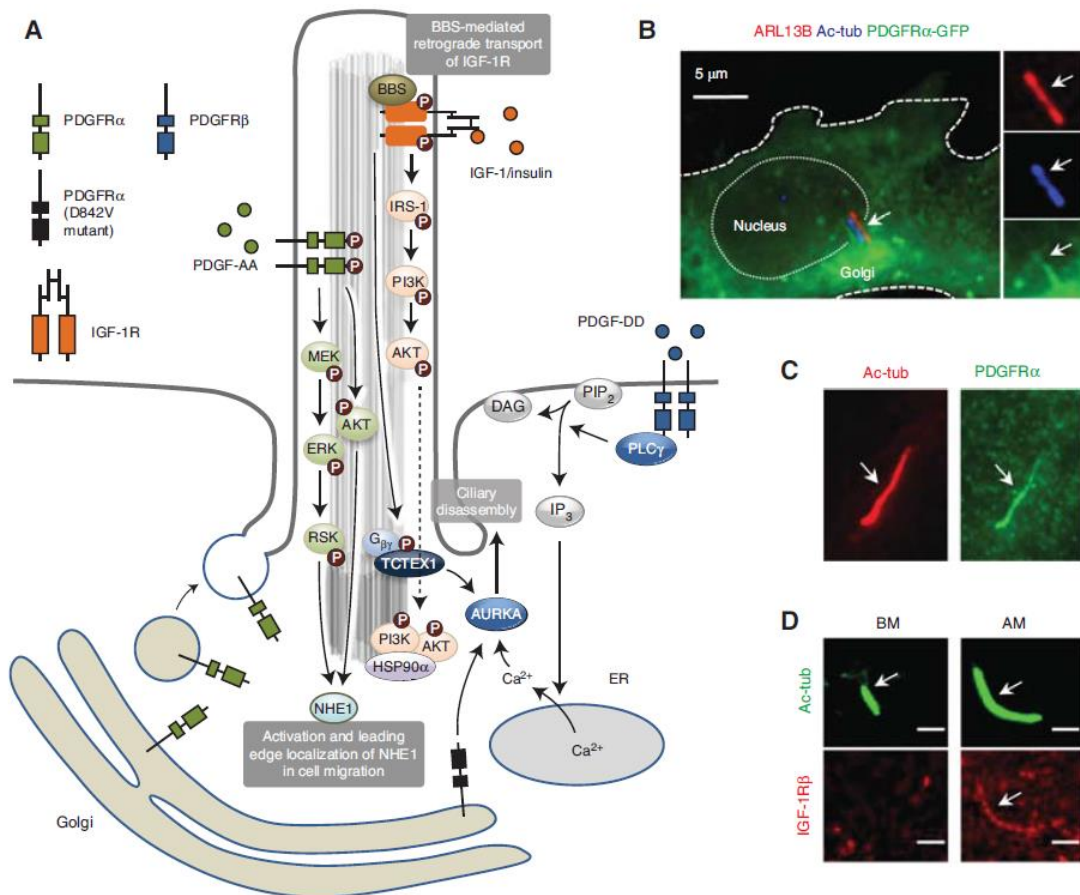 A
BBS-mediated
retrograde transport
of IGF-1R
PDGFRα
PDGFRβ
PDGFRα
(D842V
mutant)
IGF-1R
PDGF-AA
BBS
P
P
IGF-1/insulin
IRS-1
P
P
P
PI3K
P
MEK
P
AKT
P
P
AKT
ERK
P
RSK
P
Gβγ
P
TCTEX1
P
PI3K
P
AKT
HSP90α
NHE1
Activation and leading
edge localization of NHE1
in cell migration
Golgi
Ciliary
disassembly
AURKA
Ca2+
ER
Ca2+
DAG
PIP2
PLCγ
IP3
PDGF-DD
B
ARL13B Ac-tub PDGFRα-GFP
5 μm
Nucleus
Golgi
C
Ac-tub
PDGFRα
D
BM
AM
Ac-tub
IGF-1Rβ